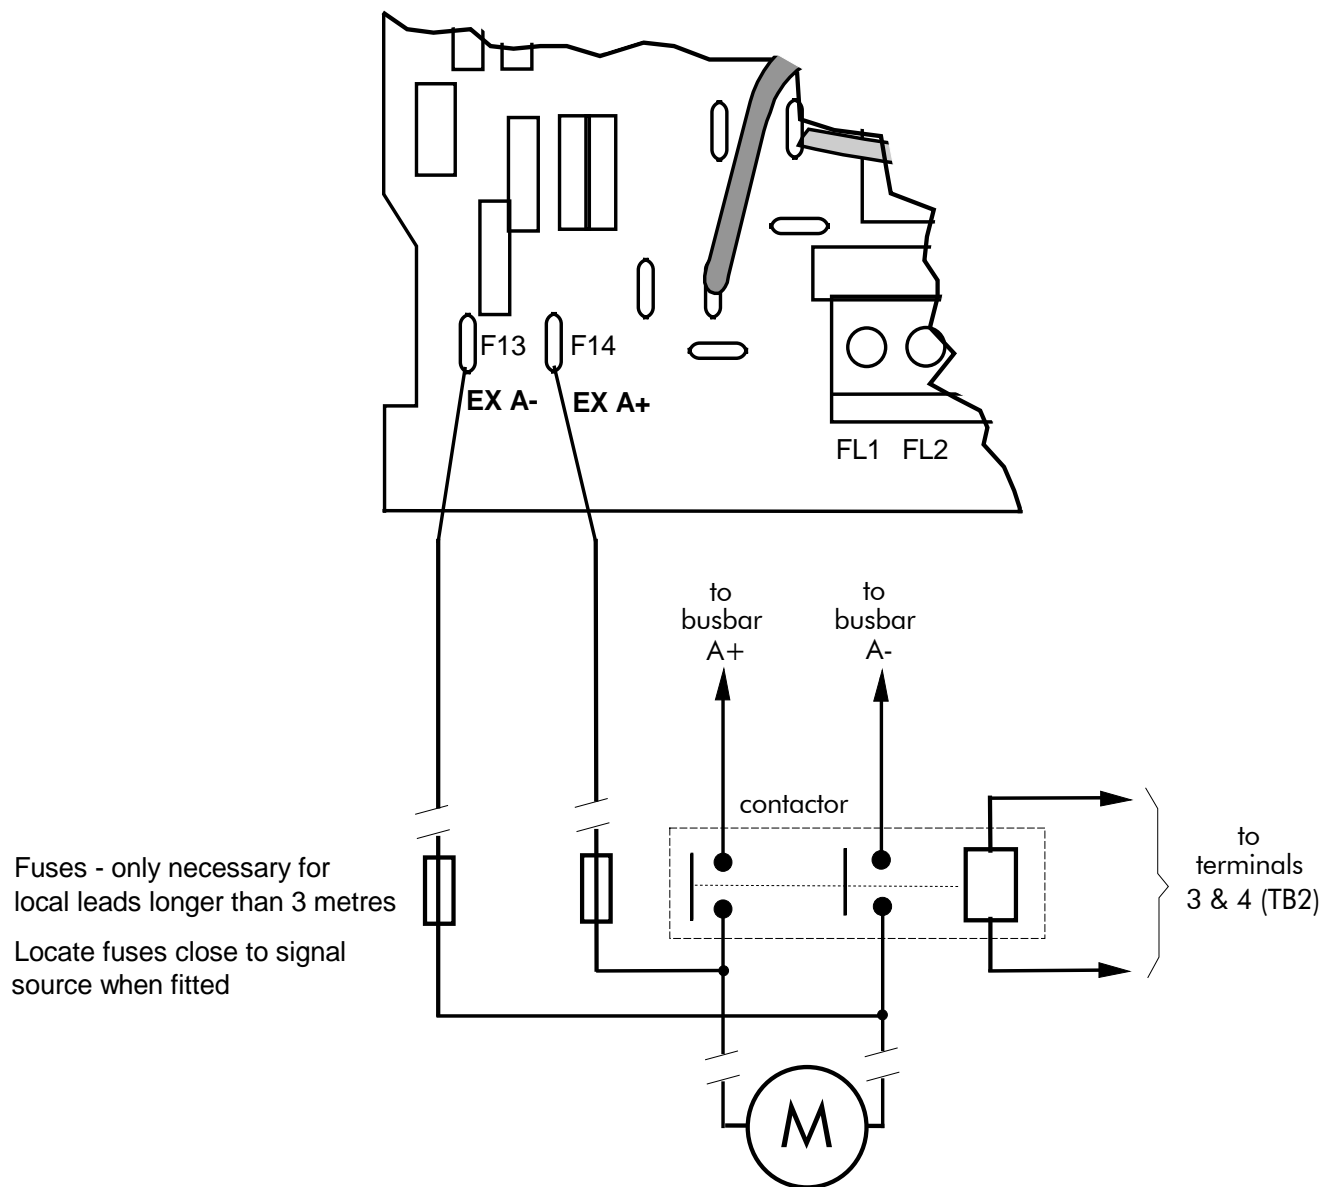 F13
F14
EX A-
EX A+
FL1
FL2
to
busbar
A+
to
busbar
A-
contactor
to
terminals
3 & 4 (TB2)
Fuses - only necessary for
local leads longer than 3 metres
Locate fuses close to signal
source when fitted
M